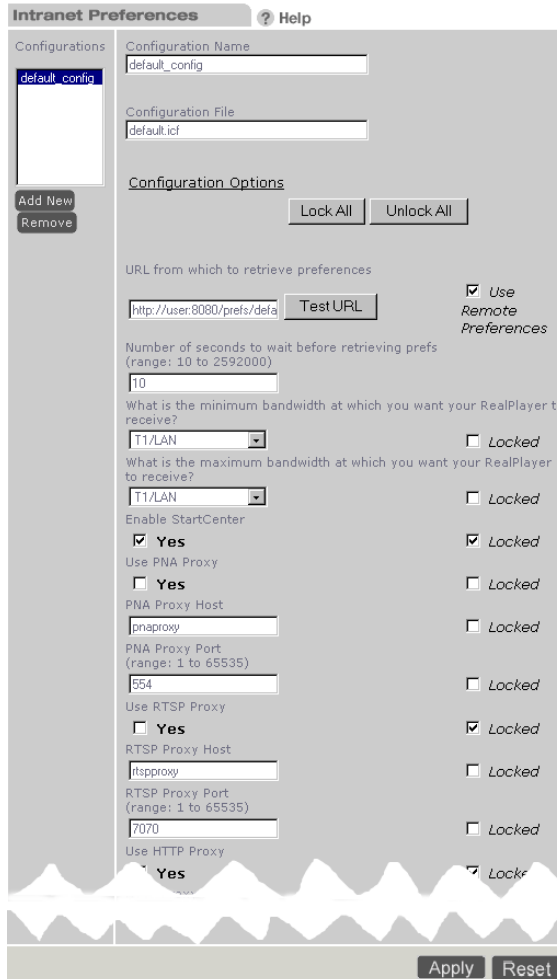 Intranet Preferences
? Help
Configurations
default_config
Add New
Remove
Configuration Name
default_config
Configuration File
default.icf
Configuration Options
Lock All
Unlock All
URL from which to retrieve preferences
http://user:8080/prefs/defa
Test URL
Use
Remote
Preferences
Number of seconds to wait before retrieving prefs
(range: 10 to 2592000)
10
What is the minimum bandwidth at which you want your RealPlayer t
receive?
T1/LAN
Locked
What is the maximum bandwidth at which you want your RealPlayer
to receive?
T1/LAN
Locked
Enable StartCenter
Yes
Locked
Use PNA Proxy
Yes
Locked
PNA Proxy Host
pnaproxy
Locked
PNA Proxy Port
(range: 1 to 65535)
554
Locked
Use RTSP Proxy
Yes
Locked
RTSP Proxy Host
rtspproxy
Locked
RTSP Proxy Port
(range: 1 to 65535)
7070
Locked
Use HTTP Proxy
Yes
Locke
Apply
Reset